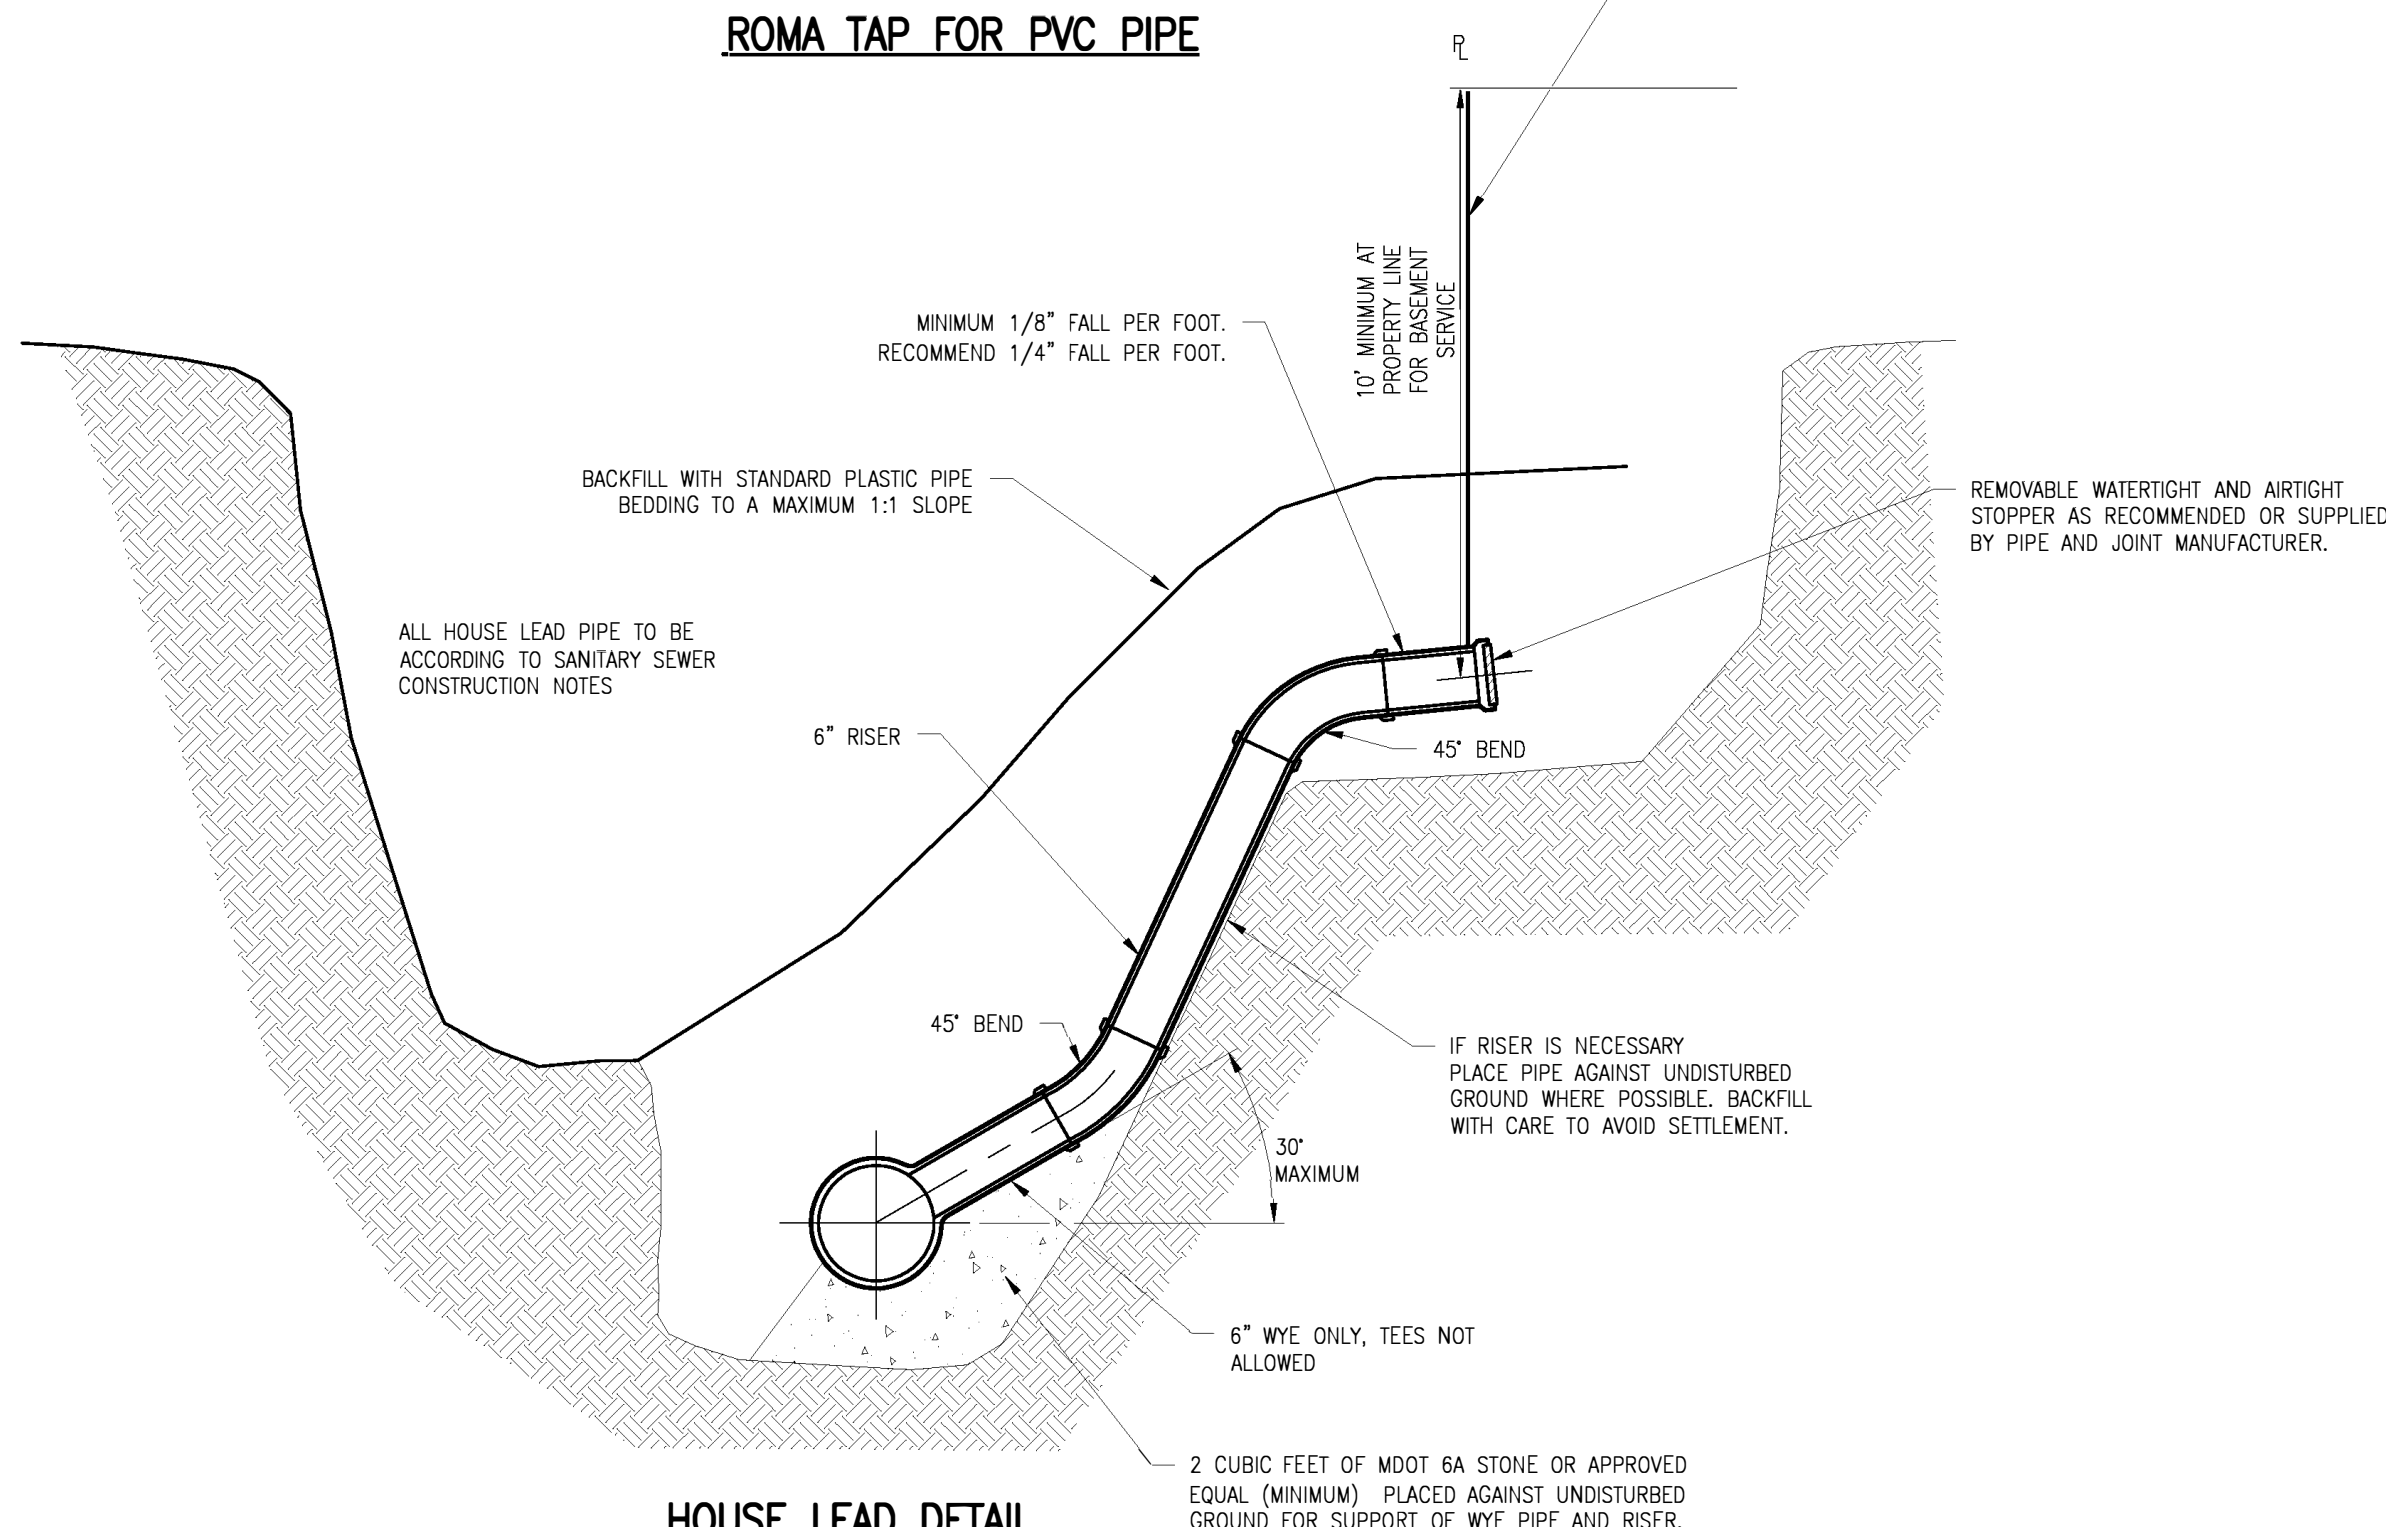 ROMA TAP FOR PVC PIPE
PL
10' MINIMUM AT
PROPERTY LINE
FOR BASEMENT
SERVICE
MINIMUM 1/8" FALL PER FOOT.
RECOMMEND 1/4" FALL PER FOOT.
BACKFILL WITH STANDARD PLASTIC PIPE
BEDDING TO A MAXIMUM 1:1 SLOPE
REMOVABLE WATERTIGHT AND AIRTIGHT
STOPPER AS RECOMMENDED OR SUPPLIED
BY PIPE AND JOINT MANUFACTURER.
ALL HOUSE LEAD PIPE TO BE
ACCORDING TO SANITARY SEWER
CONSTRUCTION NOTES
6" RISER
45° BEND
45° BEND
IF RISER IS NECESSARY
PLACE PIPE AGAINST UNDISTURBED
GROUND WHERE POSSIBLE. BACKFILL
WITH CARE TO AVOID SETTLEMENT.
30°
MAXIMUM
6" WYE ONLY, TEES NOT
ALLOWED
2 CUBIC FEET OF MDOT 6A STONE OR APPROVED
EQUAL (MINIMUM) PLACED AGAINST UNDISTURBED
GROUND FOR SUPPORT OF WYE PIPE AND RISER.
HOUSE LEAD DETAIL